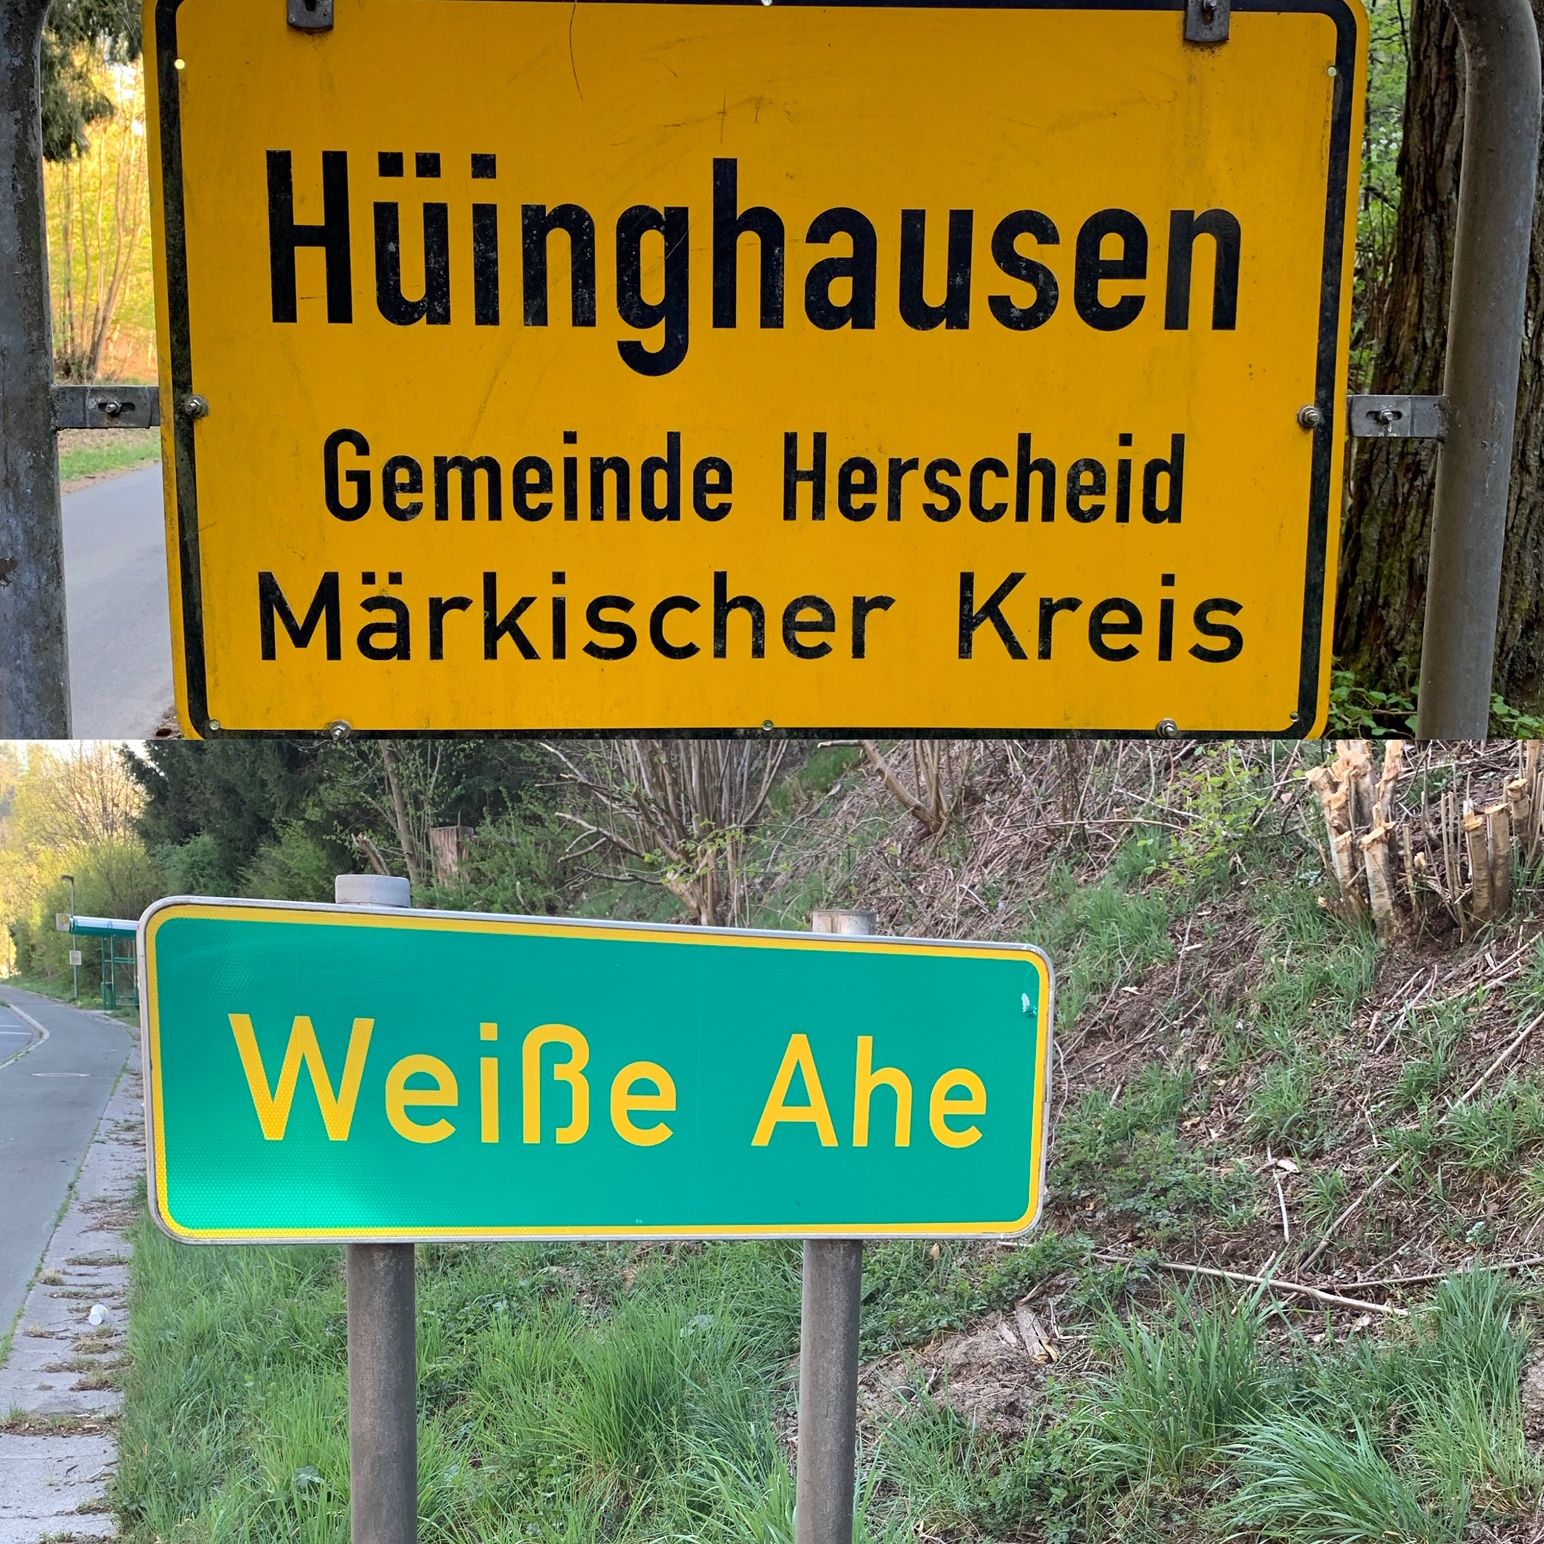 Hüinghausen
Gemeinde Herscheid
Märkischer Kreis
Weiße Ahe